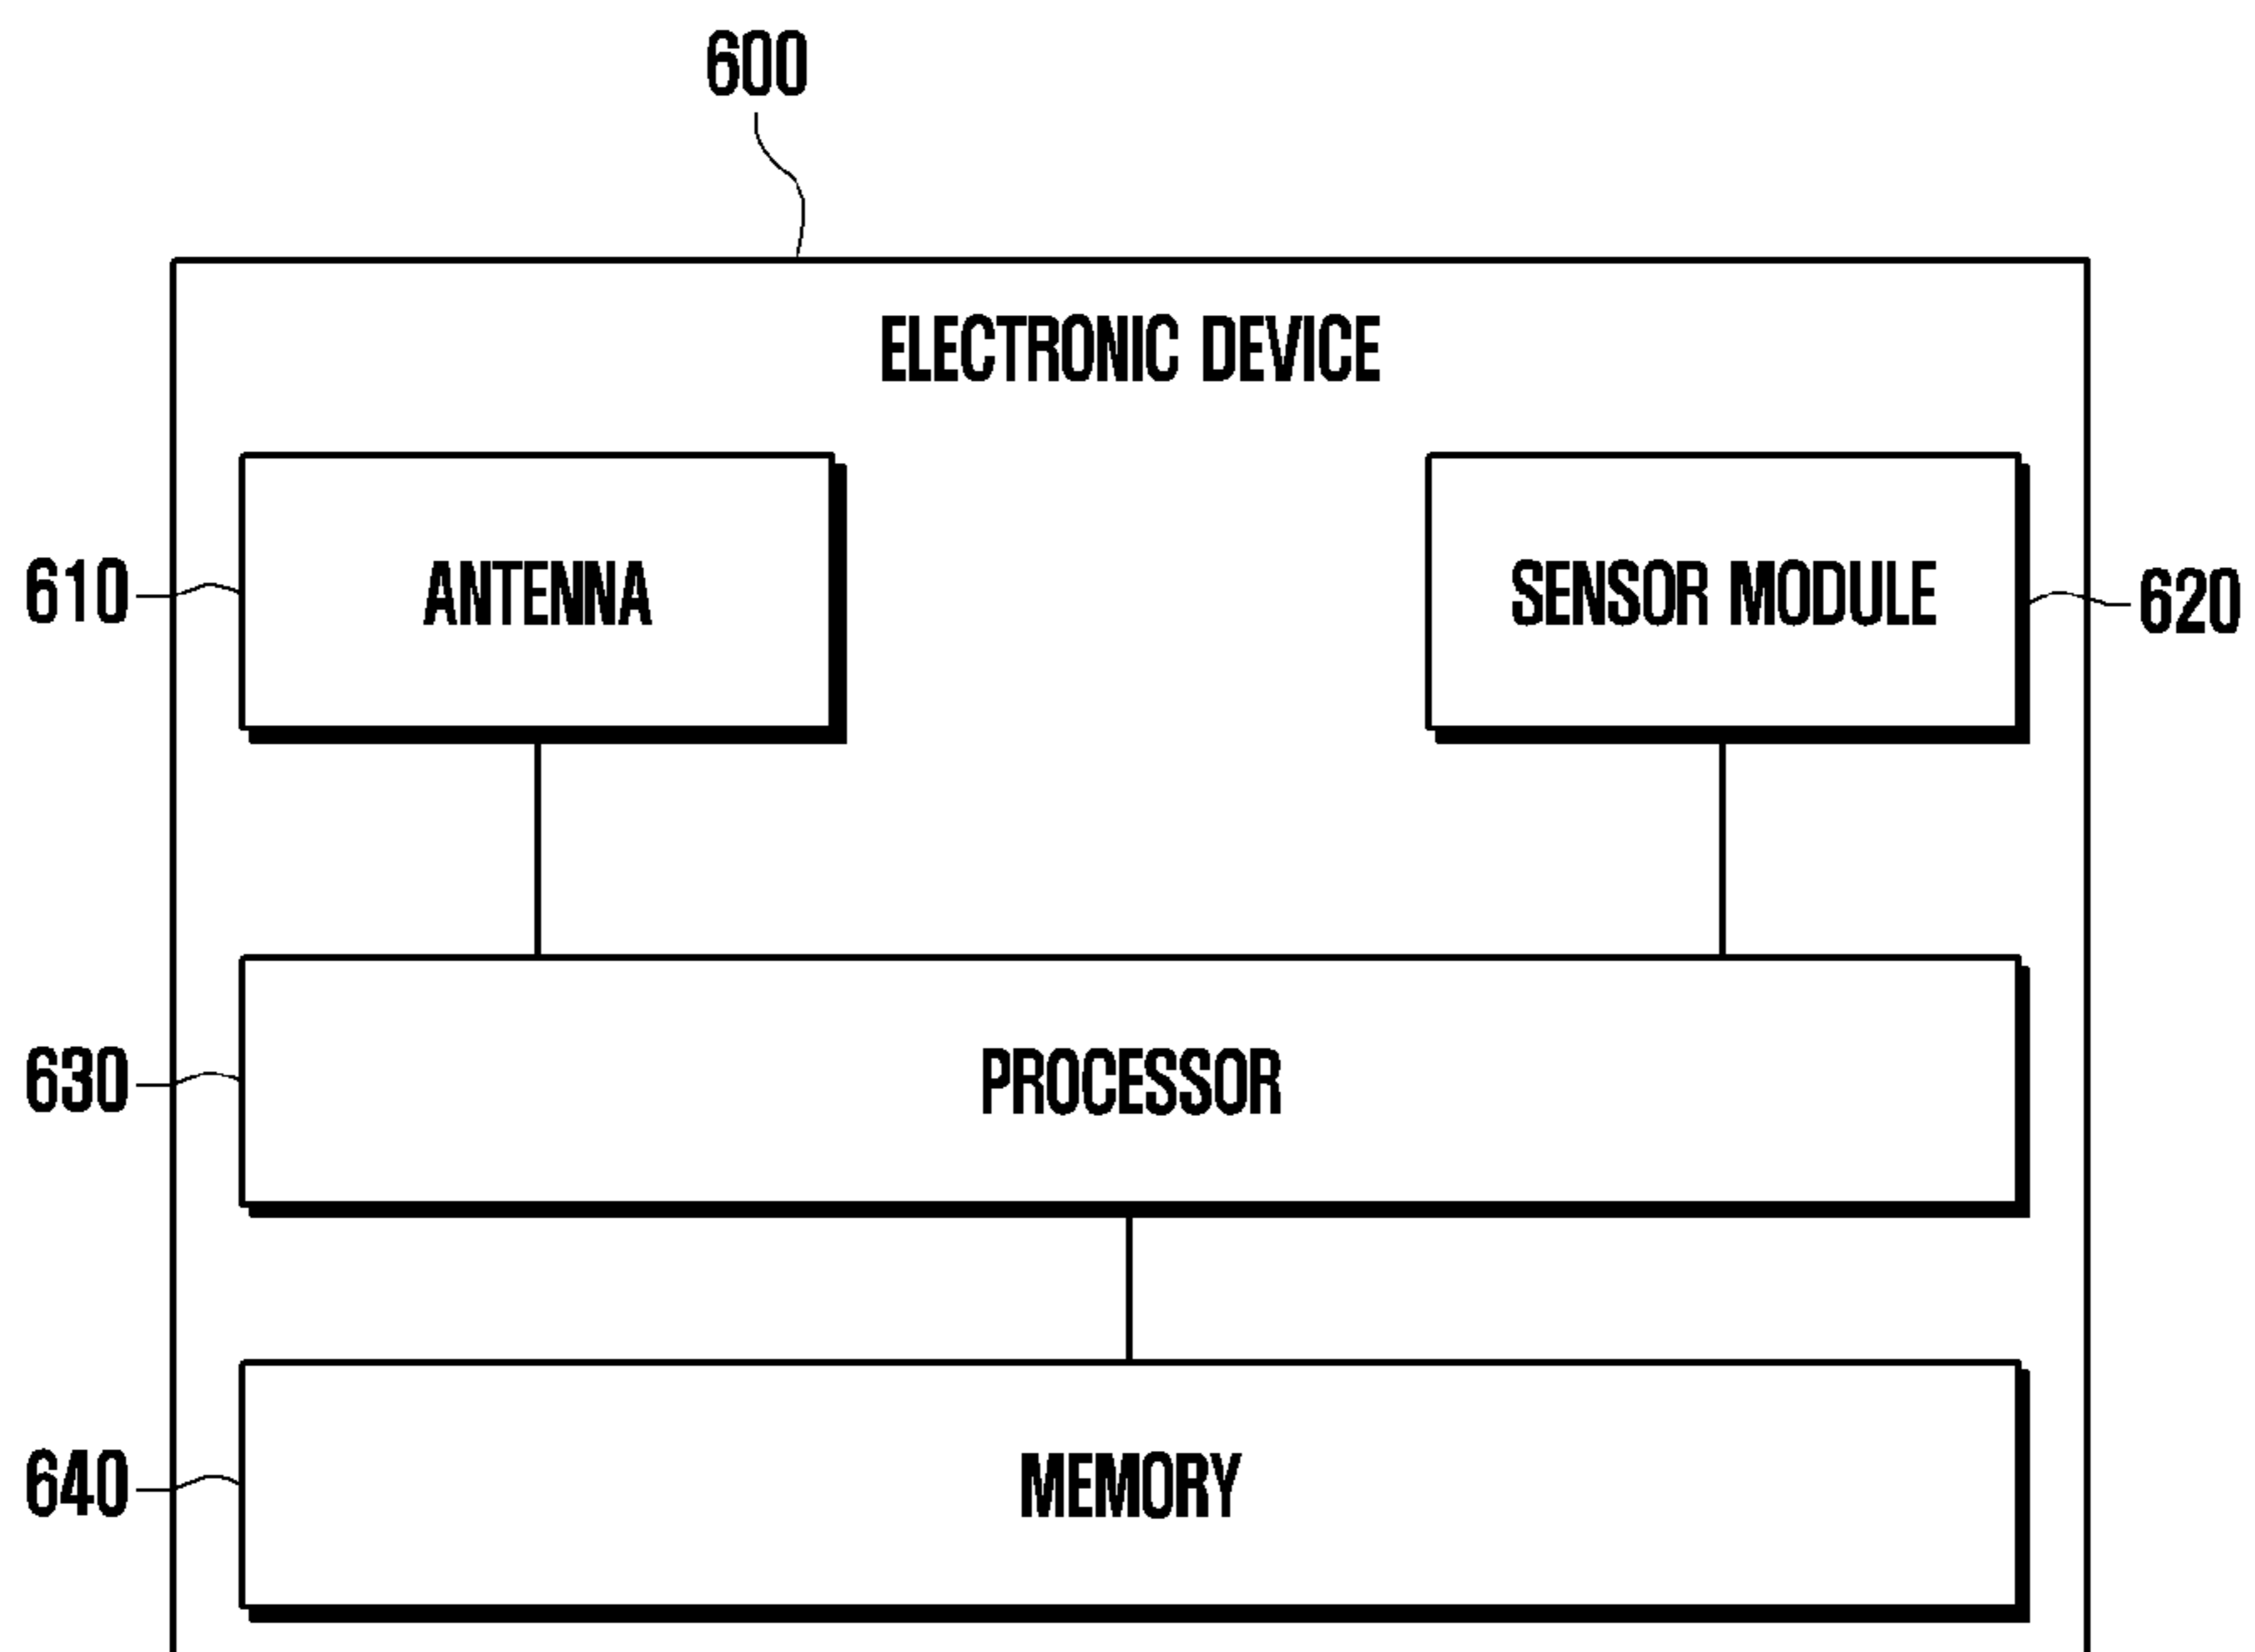 600
ELECTRONIC DEVICE
610
ANTENNA
SENSOR MODULE
620
630
PROCESSOR
640
MEMORY